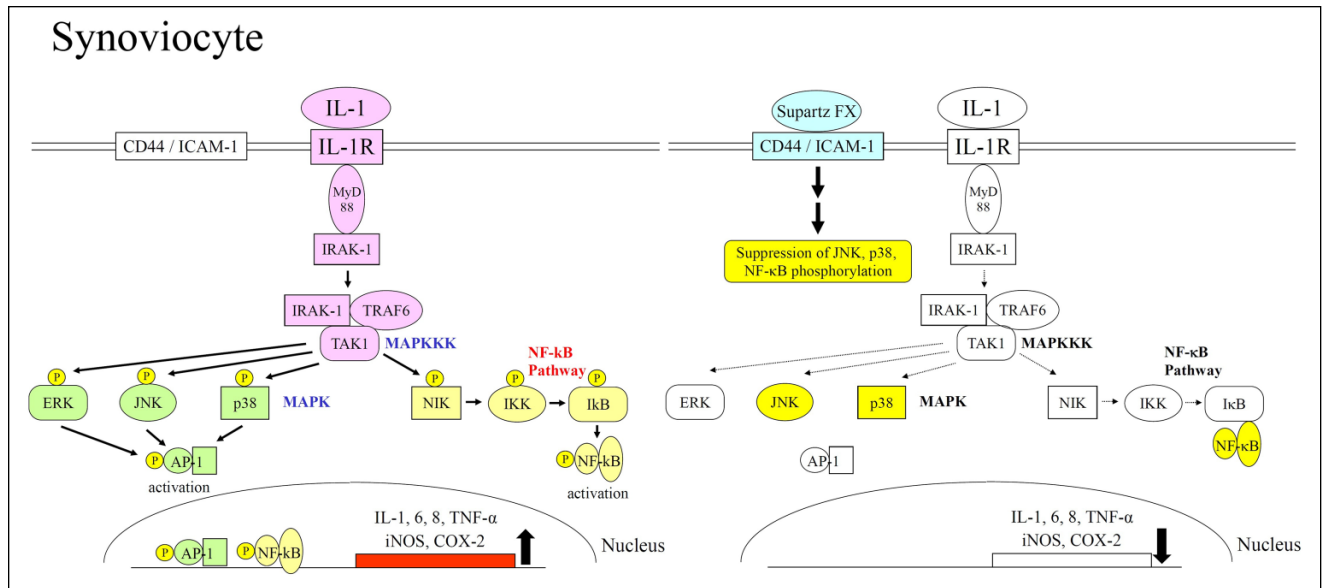 Synoviocyte
IL-1
CD44 / ICAM-1
IL-1R
MyD
88
IRAK-1
IRAK-1
TRAF6
TAK1
MAPKKK
NF-kB
Pathway
P
P
P
P
P
P
ERK
JNK
p38
MAPK
NIK
IKK
IkB
P
AP-1
activation
P
NF-kB
activation
IL-1, 6, 8, TNF-α
iNOS, COX-2
P
AP-1
P
NF-kB
Nucleus
Supartz FX
IL-1
CD44 / ICAM-1
IL-1R
MyD
88
IRAK-1
Suppression of JNK, p38,
NF-κB phosphorylation
IRAK-1
TRAF6
TAK1
MAPKKK
NF-κB
Pathway
ERK
JNK
p38
MAPK
NIK
IKK
IκB
NF-κB
AP-1
IL-1, 6, 8, TNF-α
iNOS, COX-2
Nucleus